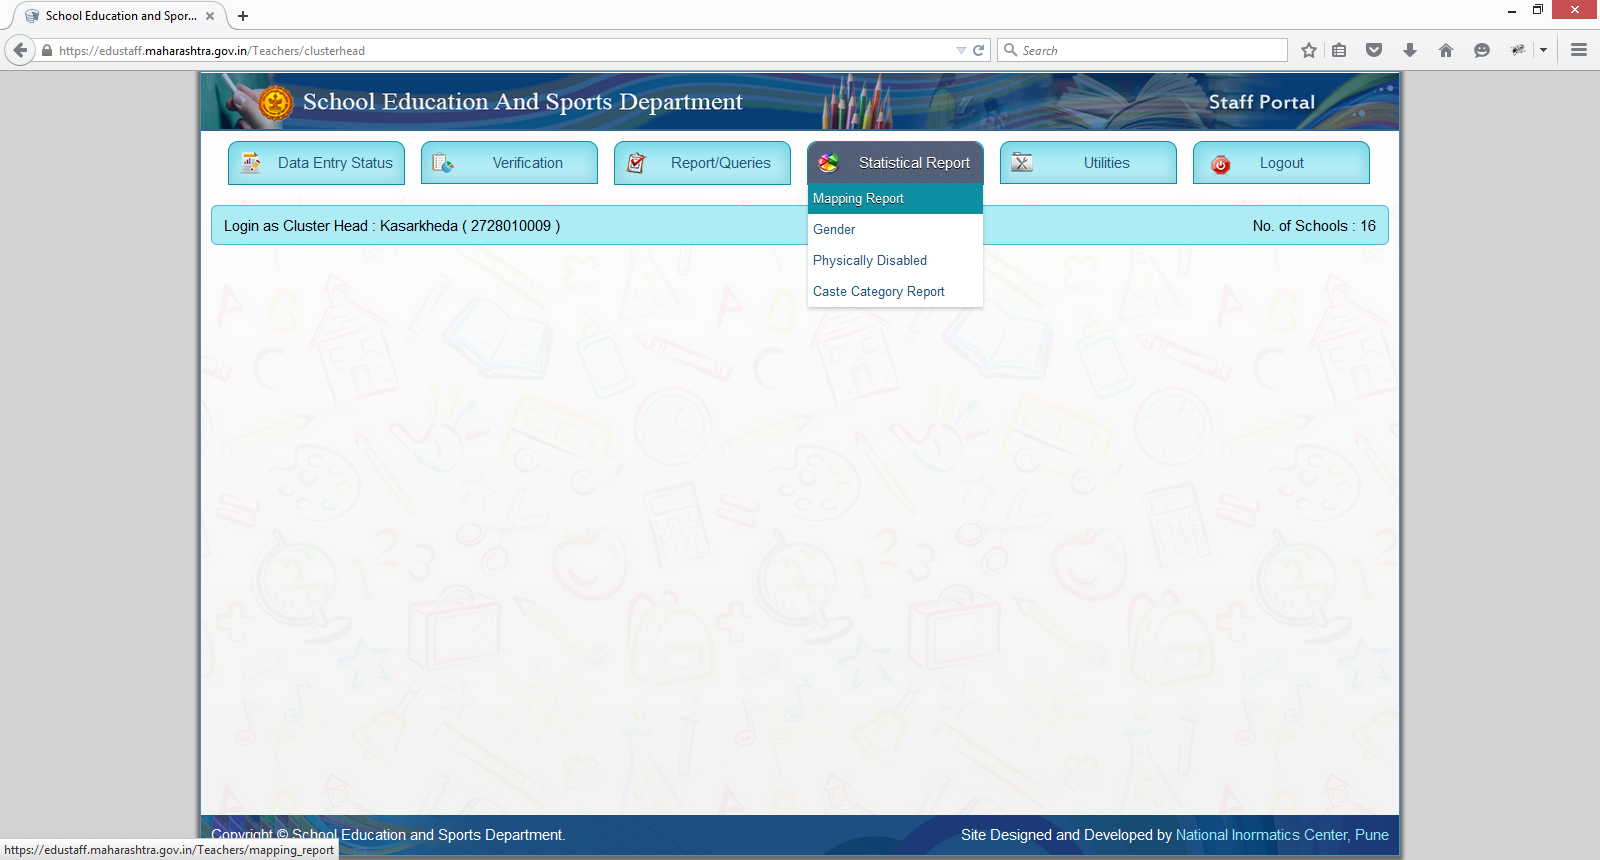 School Education and Spor...
https://edustaff.maharashtra.gov.in/Teachers/clusterhead
Search
School Education And Sports Department
Staff Portal
Data Entry Status
Verification
Report/Queries
Statistical Report
Utilities
Logout
Mapping Report
Login as Cluster Head : Kasarkheda ( 2728010009 )
No. of Schools : 16
Gender
Physically Disabled
Caste Category Report
Copyright © School Education and Sports Department.
Site Designed and Developed by National Inormatics Center, Pune
https://edustaff.maharashtra.gov.in/Teachers/mapping_report